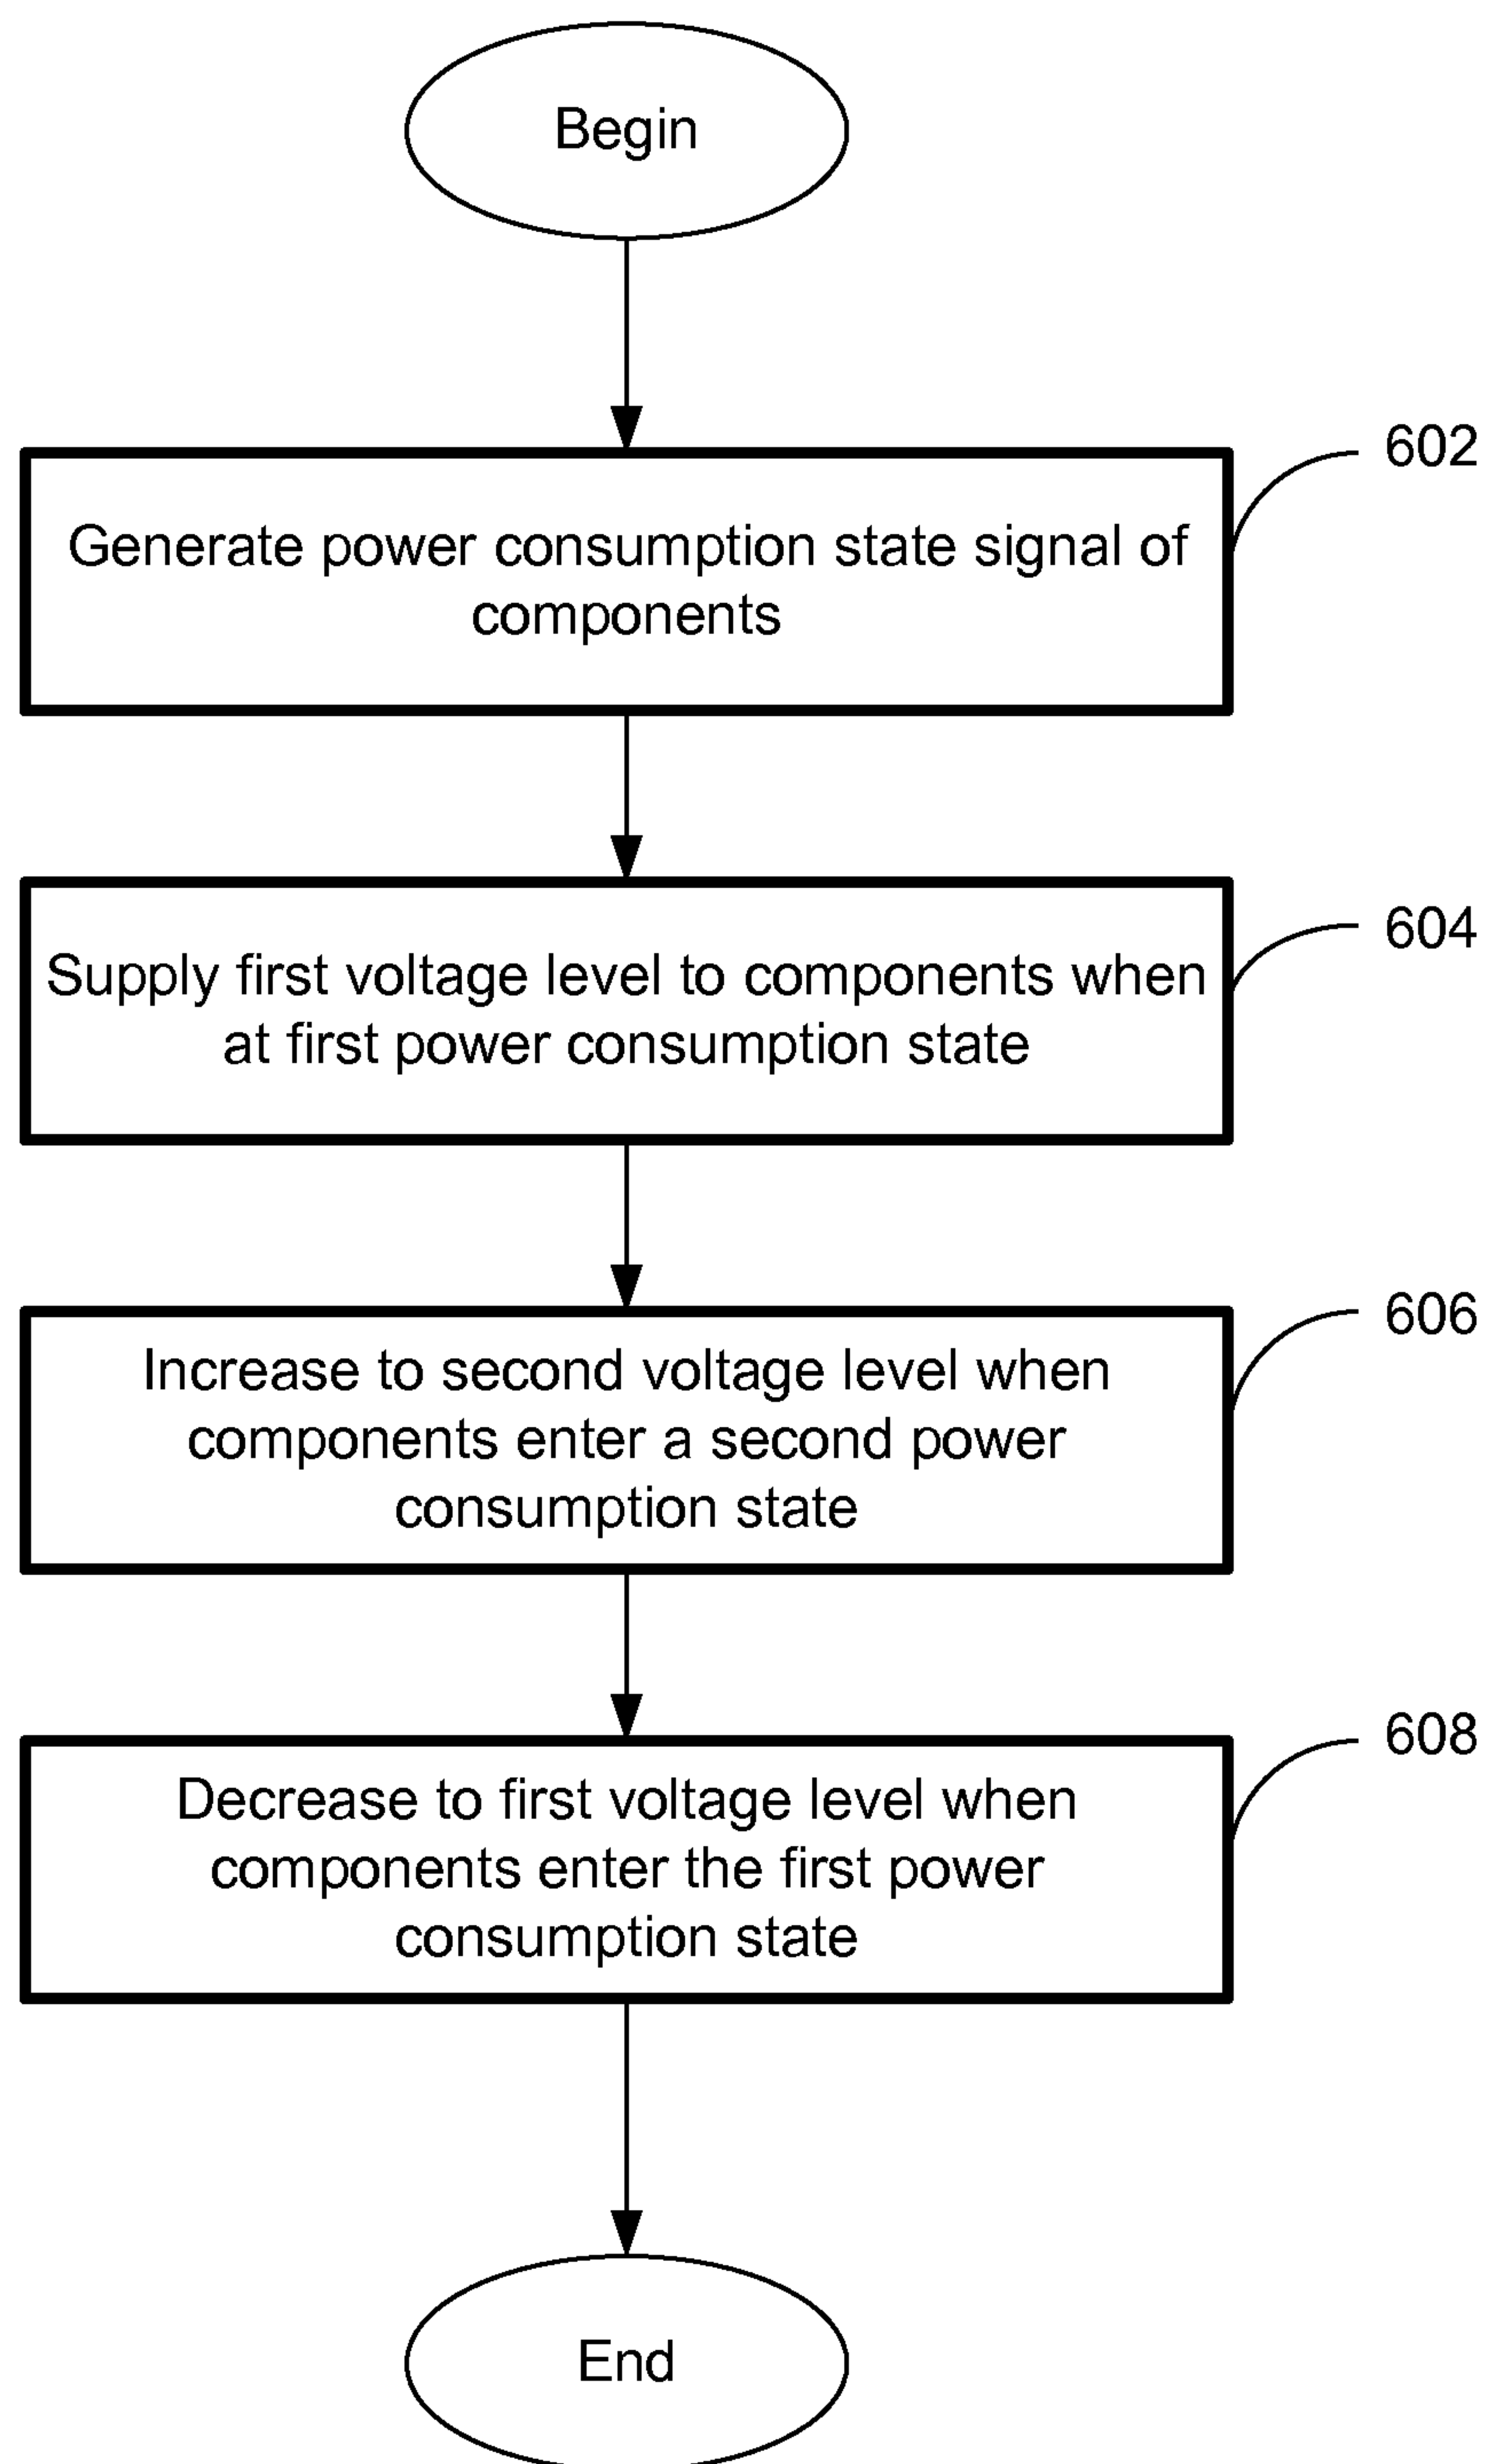 Begin
602
Generate power consumption state signal of
components
604
Supply first voltage level to components when
at first power consumption state
606
Increase to second voltage level when
components enter a second power
consumption state
608
Decrease to first voltage level when
components enter the first power
consumption state
End